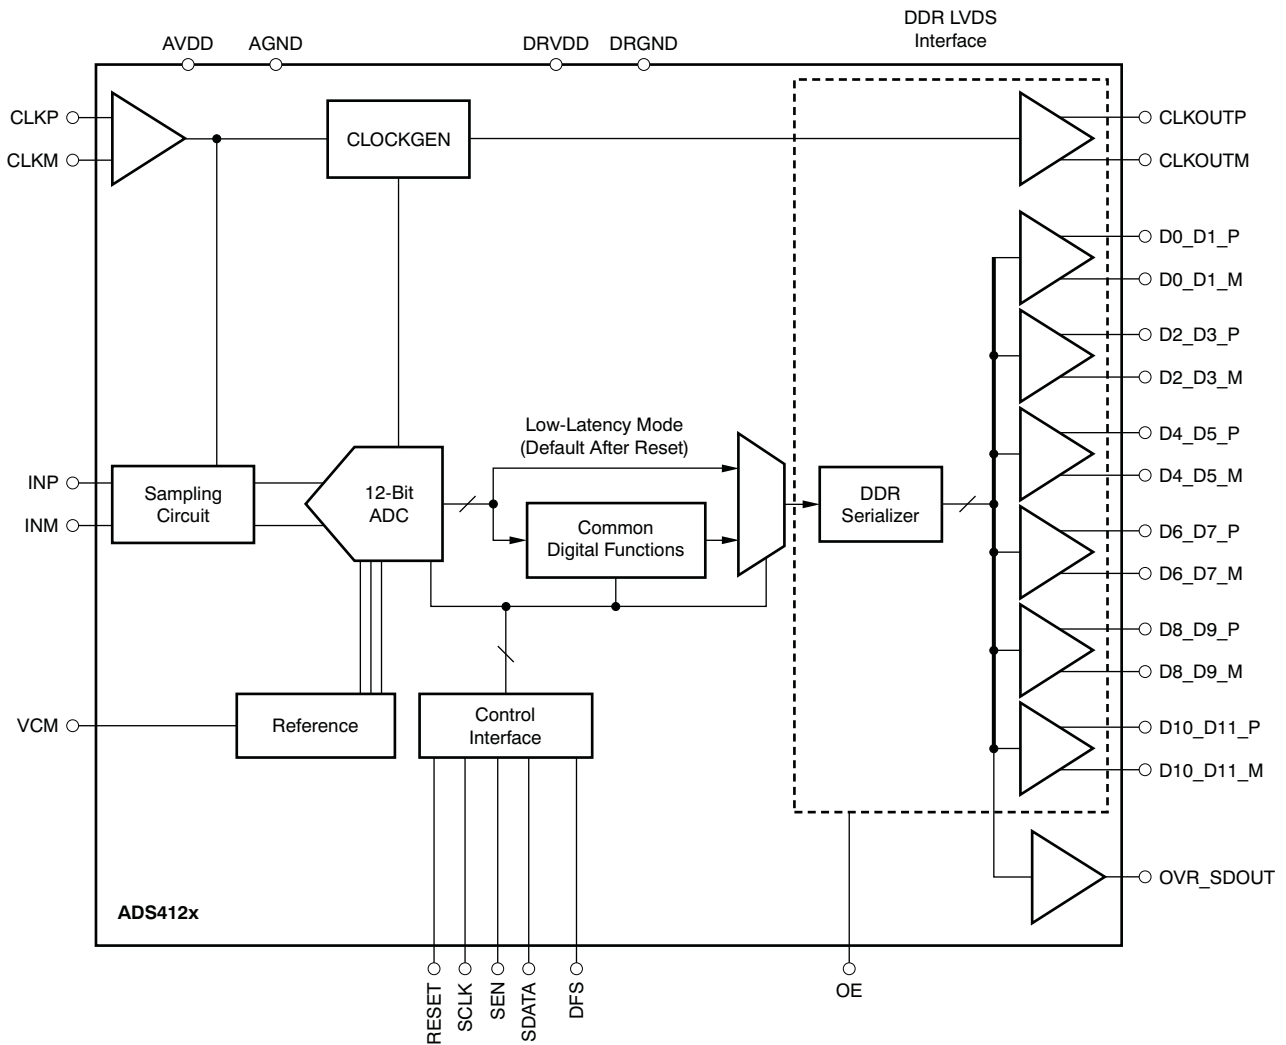 DDR LVDS
Interface
AVDD
AGND
DRVDD
DRGND
CLKP
CLKM
CLOCKGEN
CLKOUTP
CLKOUTM
D0_D1_P
D0_D1_M
D2_D3_P
D2_D3_M
Low-Latency Mode
(Default After Reset)
D4_D5_P
D4_D5_M
INP
INM
Sampling
Circuit
12-Bit
ADC
Common
Digital Functions
DDR
Serializer
D6_D7_P
D6_D7_M
D8_D9_P
D8_D9_M
VCM
Reference
Control
Interface
D10_D11_P
D10_D11_M
OVR_SDOUT
ADS412x
RESET
SCLK
SEN
SDATA
DFS
OE